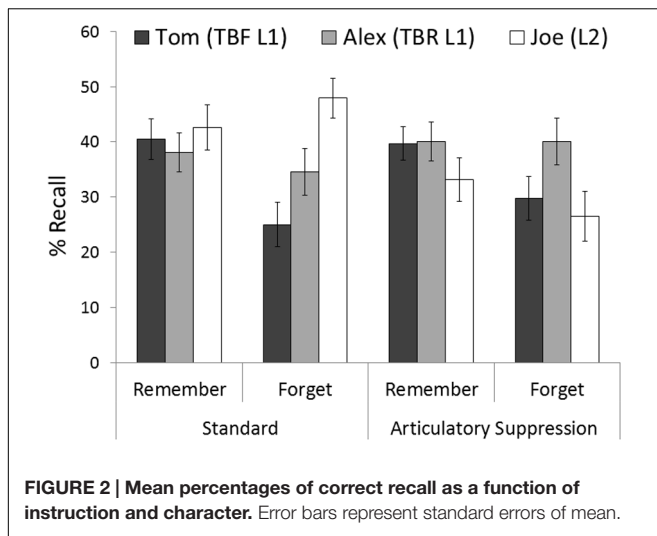 60
Tom (TBF L1) Alex (TBR L1) Joe (L2)
50
40
30
20
10
0
% Recall
Remember Forget Remember Forget
Standard Articulatory Suppression
FIGURE 2 | Mean percentages of correct recall as a function of
instruction and character. Error bars represent standard errors of mean.